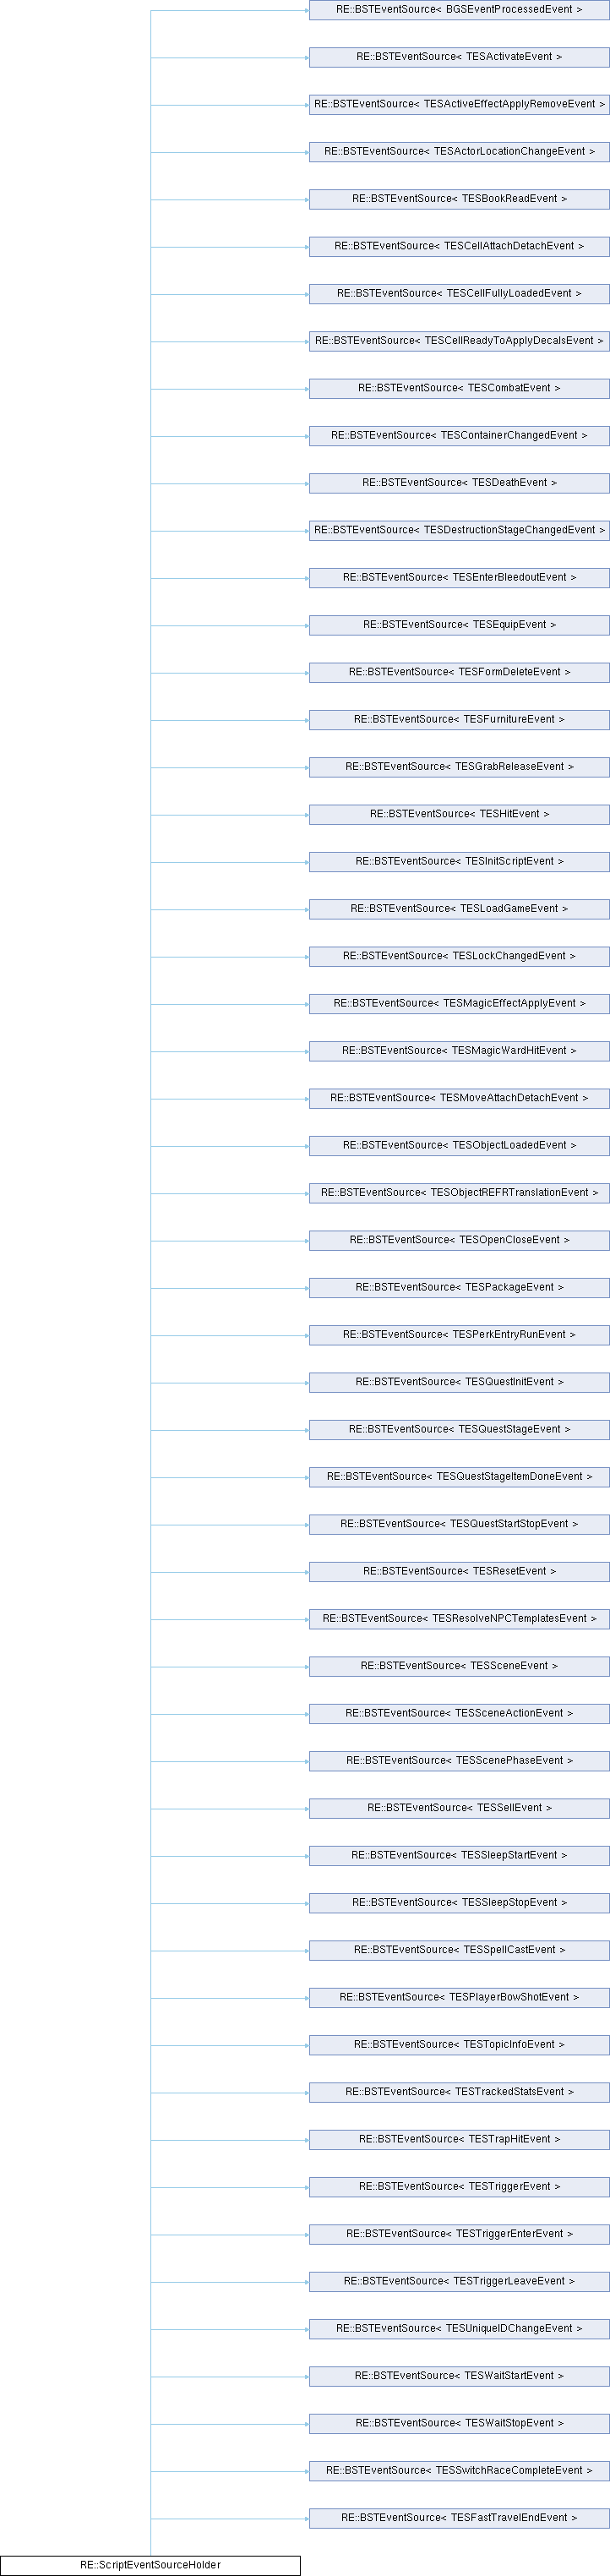 RE::BSTEventSource< BGSEventProcessedEvent >
RE::BSTEventSource< TESActivateEvent >
RE::BSTEventSource< TESActiveEffectApplyRemoveEvent >
RE::BSTEventSource< TESActorLocationChangeEvent >
RE::BSTEventSource< TESBookReadEvent >
RE::BSTEventSource< TESCellAttachDetachEvent >
RE::BSTEventSource< TESCellFullyLoadedEvent >
RE::BSTEventSource< TESCellReadyToApplyDecalsEvent >
RE::BSTEventSource< TESCombatEvent >
RE::BSTEventSource< TESContainerChangedEvent >
RE::BSTEventSource< TESDeathEvent >
RE::BSTEventSource< TESDestructionStageChangedEvent >
RE::BSTEventSource< TESEnterBleedoutEvent >
RE::BSTEventSource< TESEquipEvent >
RE::BSTEventSource< TESFormDeleteEvent >
RE::BSTEventSource< TESFurnitureEvent >
RE::BSTEventSource< TESGrabReleaseEvent >
RE::BSTEventSource< TESHitEvent >
RE::BSTEventSource< TESInitScriptEvent >
RE::BSTEventSource< TESLoadGameEvent >
RE::BSTEventSource< TESLockChangedEvent >
RE::BSTEventSource< TESMagicEffectApplyEvent >
RE::BSTEventSource< TESMagicWardHitEvent >
RE::BSTEventSource< TESMoveAttachDetachEvent >
RE::BSTEventSource< TESObjectLoadedEvent >
RE::BSTEventSource< TESObjectREFRTranslationEvent >
RE::BSTEventSource< TESOpenCloseEvent >
RE::BSTEventSource< TESPackageEvent >
RE::BSTEventSource< TESPerkEntryRunEvent >
RE::BSTEventSource< TESQuestInitEvent >
RE::BSTEventSource< TESQuestStageEvent >
RE::BSTEventSource< TESQuestStageItemDoneEvent >
RE::BSTEventSource< TESQuestStartStopEvent >
RE::BSTEventSource< TESResetEvent >
RE::BSTEventSource< TESResolveNPCTemplatesEvent >
RE::BSTEventSource< TESSceneEvent >
RE::BSTEventSource< TESSceneActionEvent >
RE::BSTEventSource< TESScenePhaseEvent >
RE::BSTEventSource< TESSellEvent >
RE::BSTEventSource< TESSleepStartEvent >
RE::BSTEventSource< TESSleepStopEvent >
RE::BSTEventSource< TESSpellCastEvent >
RE::BSTEventSource< TESPlayerBowShotEvent >
RE::BSTEventSource< TESTopicInfoEvent >
RE::BSTEventSource< TESTrackedStatsEvent >
RE::BSTEventSource< TESTrapHitEvent >
RE::BSTEventSource< TESTriggerEvent >
RE::BSTEventSource< TESTriggerEnterEvent >
RE::BSTEventSource< TESTriggerLeaveEvent >
RE::BSTEventSource< TESUniqueIDChangeEvent >
RE::BSTEventSource< TESWaitStartEvent >
RE::BSTEventSource< TESWaitStopEvent >
RE::BSTEventSource< TESSwitchRaceCompleteEvent >
RE::BSTEventSource< TESFastTravelEndEvent >
RE::ScriptEventSourceHolder